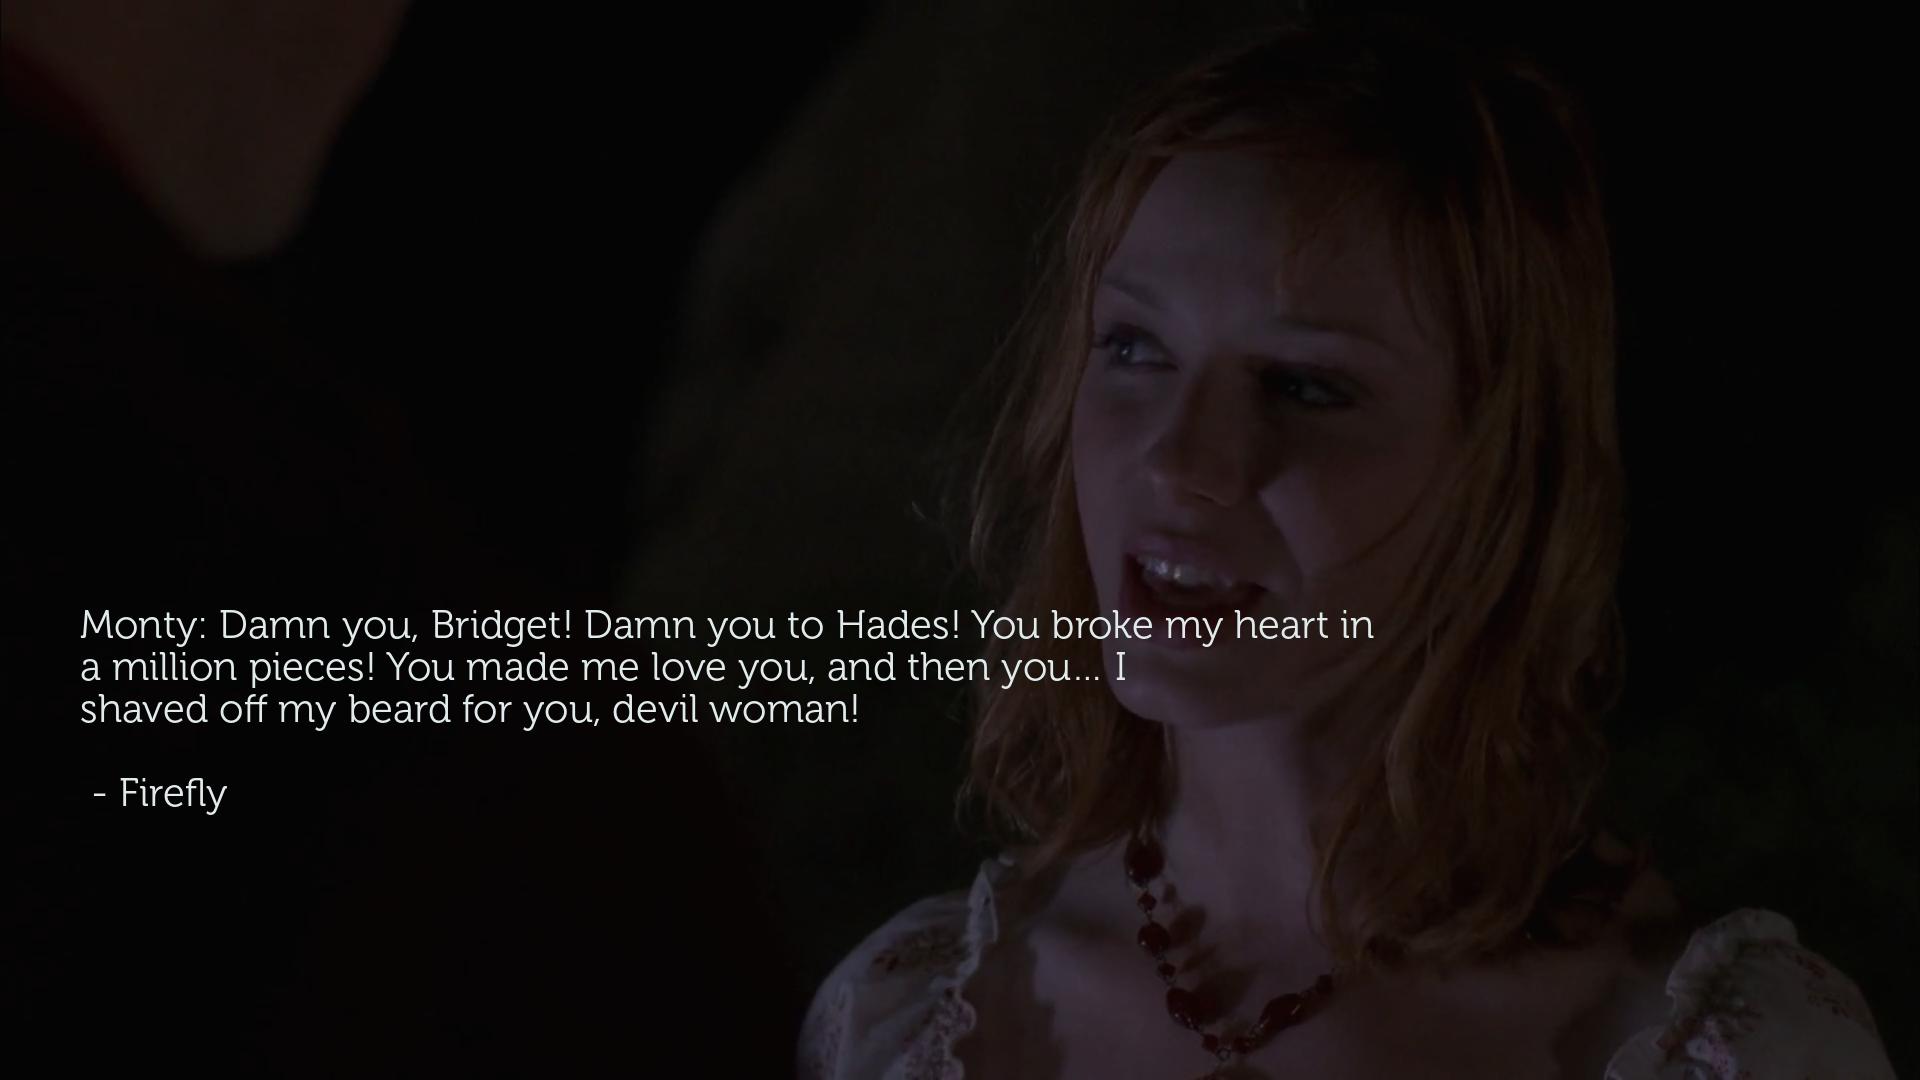 Monty: Damn you, Bridget! Damn you to Hades! You broke my heart in
a million pieces! You made me love you, and then you... I
shaved off my beard for you, devil woman!
- Firefly